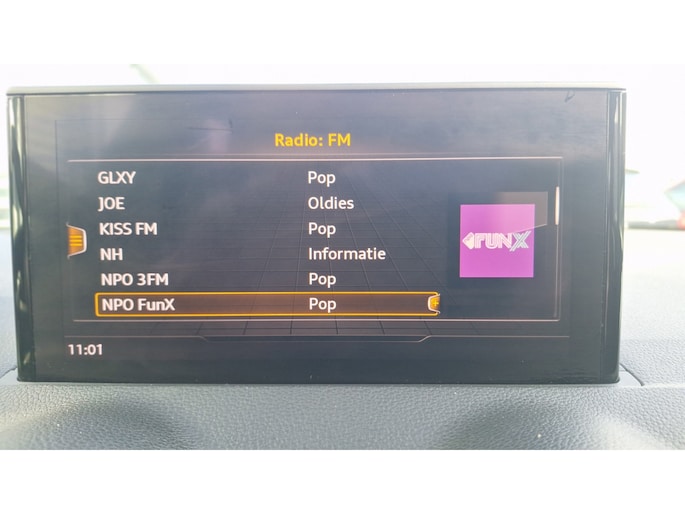 Radio: FM
GLXY Pop
JOE Oldies
KISS FM Pop
NH Informatie
NPO 3FM Pop
NPO FunX Pop
FUNX
11:01